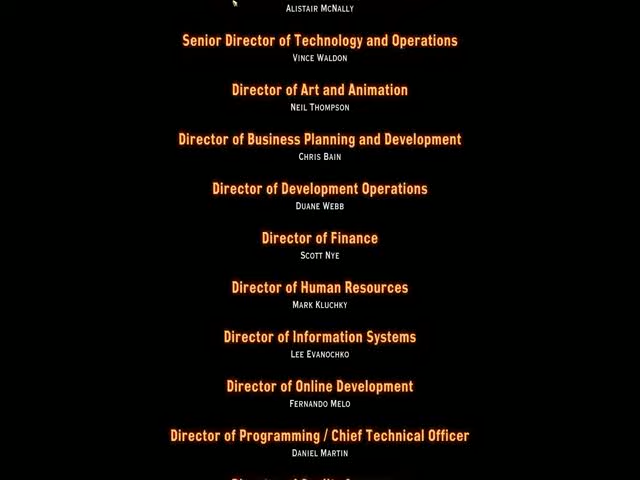 Alistair McNally
Senior Director of Technology and Operations
Vince Waldon
Director of Art and Animation
Neil Thompson
Director of Business Planning and Development
Chris Bain
Director of Development Operations
Duane Webb
Director of Finance
Scott Nye
Director of Human Resources
Mark Kluchky
Director of Information Systems
Lee Evanochko
Director of Online Development
Fernando Melo
Director of Programming / Chief Technical Officer
Daniel Martin